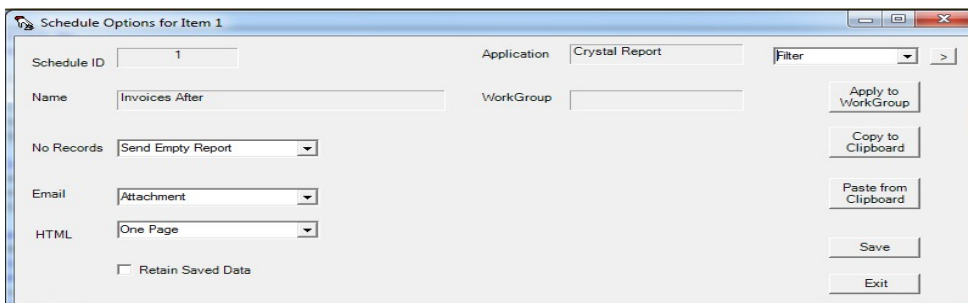 Schedule Options for Item 1
Schedule ID 1 Application Crystal Report Filter >
Name Invoices After WorkGroup Apply to
WorkGroup
No Records Send Empty Report Copy to
Clipboard
Email Attachment Paste from
Clipboard
HTML One Page
Save
Retain Saved Data
Exit